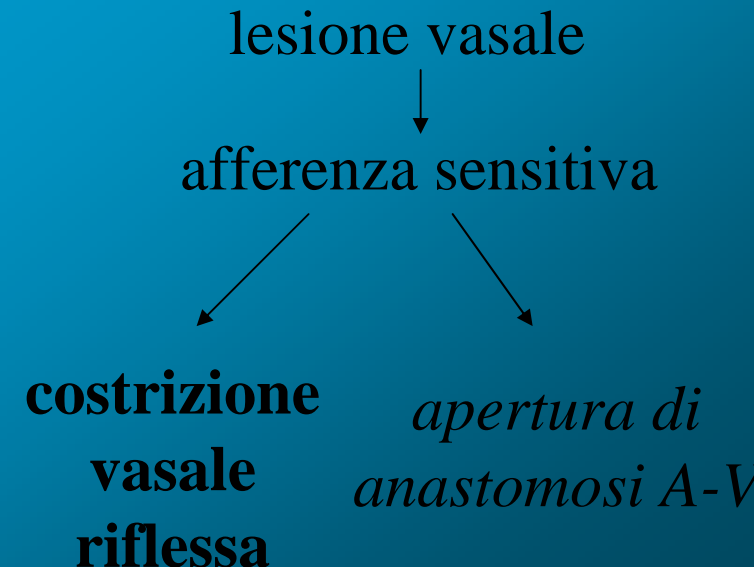 lesione vasale
afferenza sensitiva
costrizione
vasale
riflessa
apertura di
anastomosi A-V